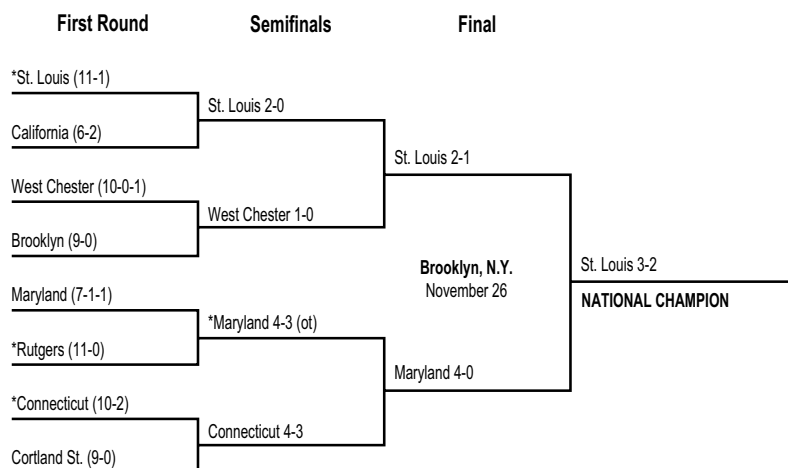 First Round Semifinals Final
*St. Louis (11-1)
St. Louis 2-0
California (6-2)
St. Louis 2-1
West Chester (10-0-1)
West Chester 1-0
Brooklyn (9-0)
Brooklyn, N.Y.
November 26
St. Louis 3-2
NATIONAL CHAMPION
Maryland (7-1-1)
*Maryland 4-3 (ot)
*Rutgers (11-0)
Maryland 4-0
*Connecticut (10-2)
Connecticut 4-3
Cortland St. (9-0)